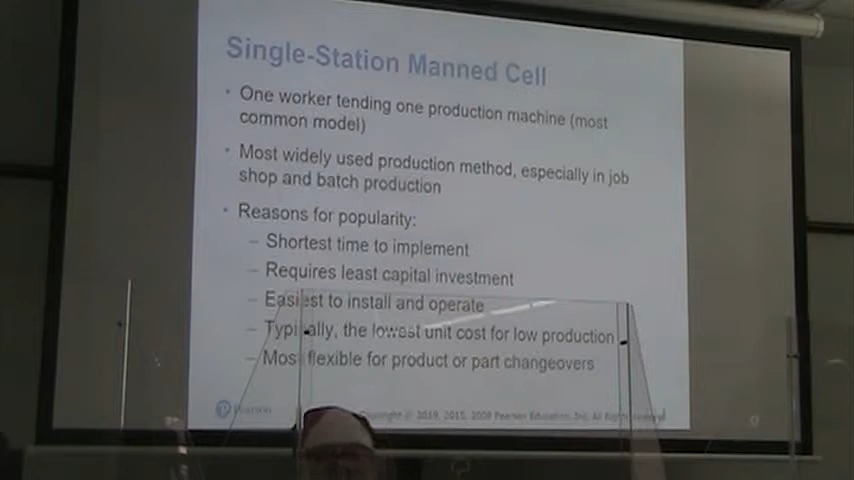 Single-Station Manned Cell
• One worker tending one production machine (most
common model)
• Most widely used production method, especially in job
shop and batch production
• Reasons for popularity:
– Shortest time to implement
– Requires least capital investment
– Easiest to install and operate
– Typically, the lowest unit cost for low production
– Most flexible for product or part changeovers
Pearson
Copyright © 2019, 2015, 2008 Pearson Education, Inc. All Rights Reserved